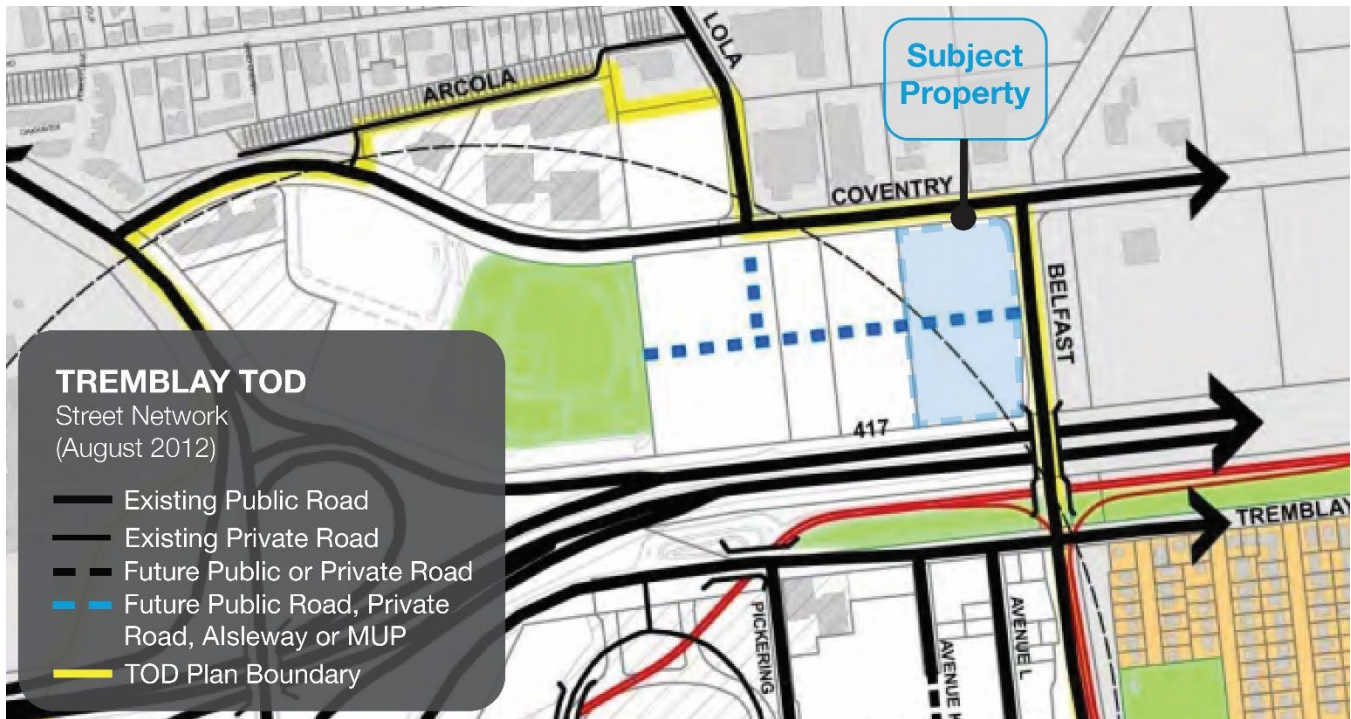 ARCOLA
LOLA
Subject
Property
COVENTRY
BELFAST
417
TREMBLAY TOD
Street Network
(August 2012)
Existing Public Road
Existing Private Road
Future Public or Private Road
Future Public Road, Private
Road, Alsleway or MUP
TOD Plan Boundary
TREMBLAY
PICKERING
AVENUE K
AVENUE L